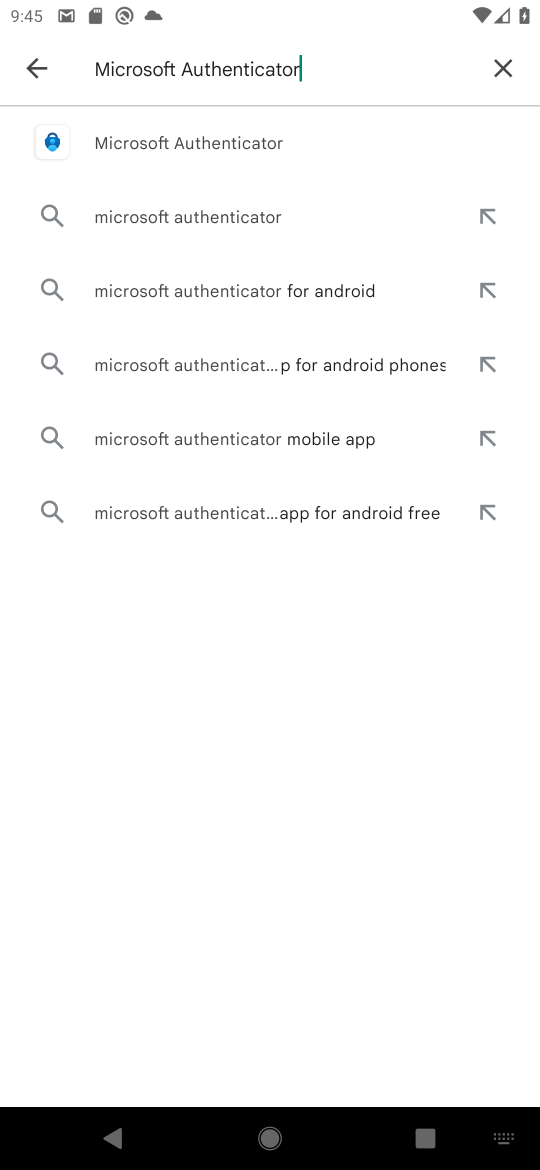 9:45
Microsoft Authenticator
Microsoft Authenticator
microsoft authenticator
microsoft authenticator for android
microsoft authenticat...p for android phones
microsoft authenticator mobile app
microsoft authenticat...app for android free